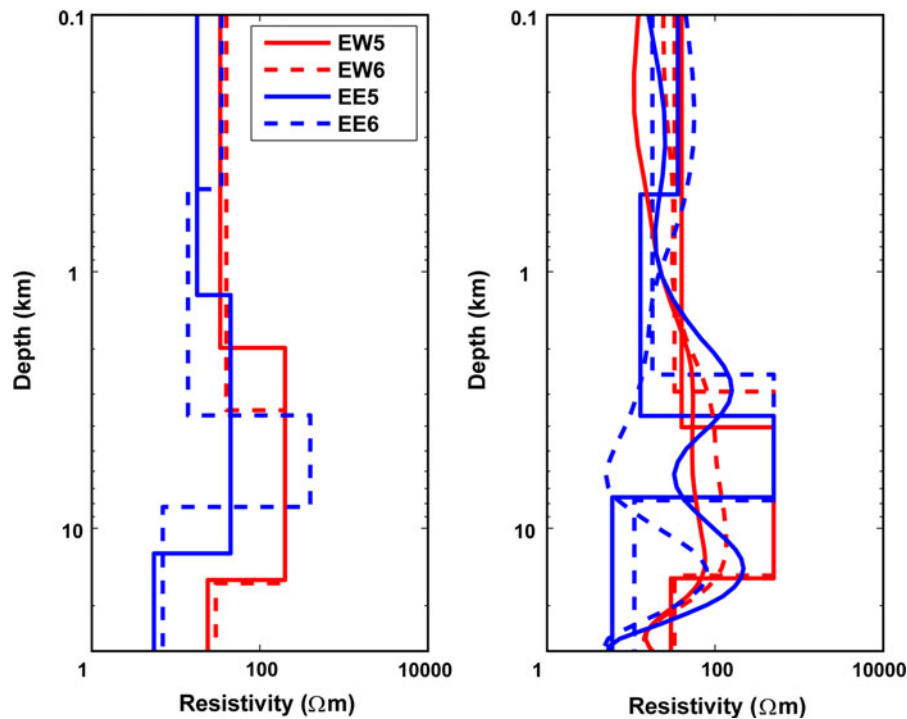 0.1
1
10
Depth (km)
1
100
10000
Resistivity (Ωm)
EW5
EW6
EE5
EE6
0.1
1
10
Depth (km)
1
100
10000
Resistivity (Ωm)